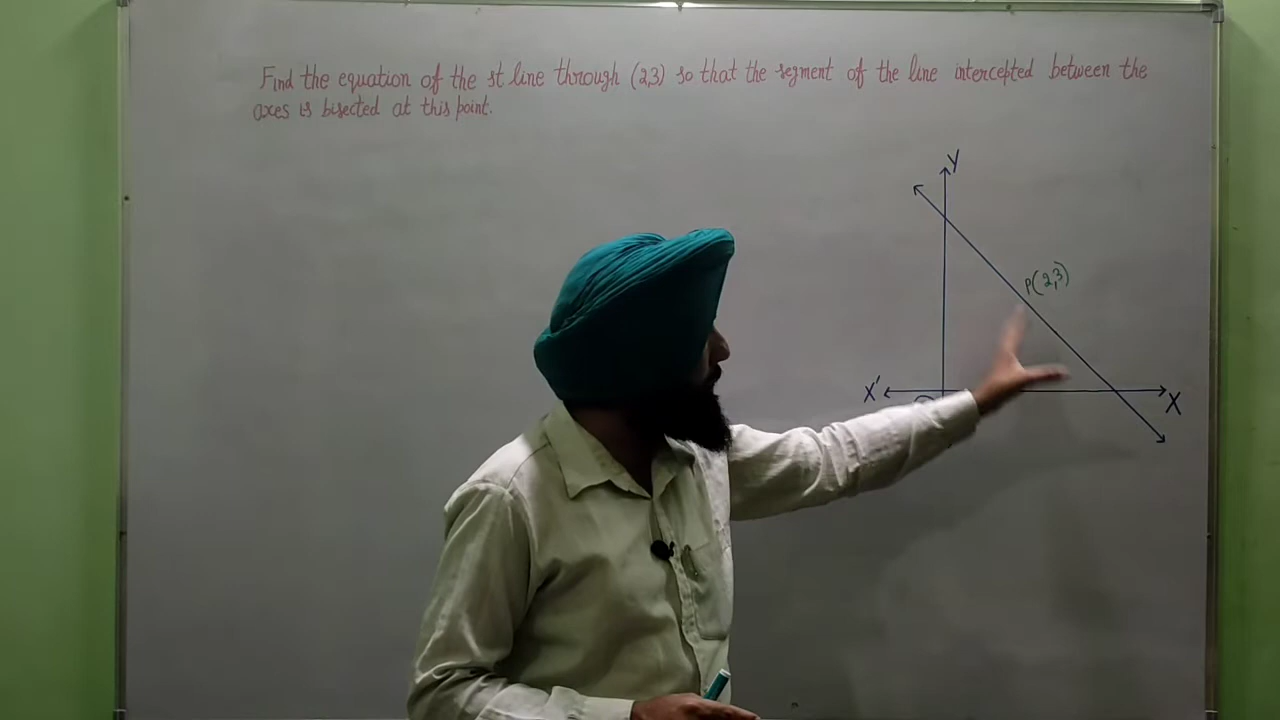 Find the equation of the st line through (2,3) so that the segment of the line intercepted between the
axes is bisected at this point.
Y
P(2,3)
X'
X